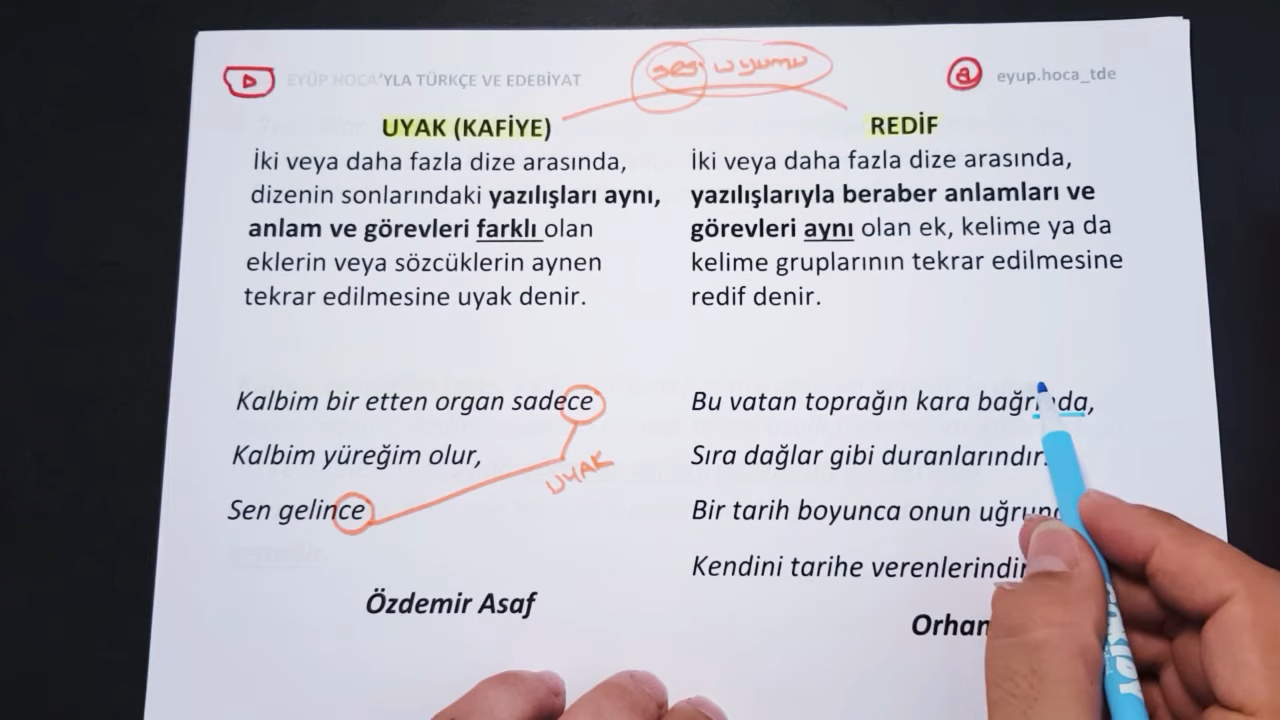 EYÜP HOCA'YLA TÜRKÇE VE EDEBİYAT
ses uyumu
eyup.hoca_tde
UYAK (KAFİYE)
İki veya daha fazla dize arasında,
dizenin sonlarındaki yazılışları aynı,
anlam ve görevleri farklı olan
eklerin veya sözcüklerin aynen
tekrar edilmesine uyak denir.
Kalbim bir etten organ sadece
Kalbim yüreğim olur,
Sen gelince
UYAK
Özdemir Asaf
REDİF
İki veya daha fazla dize arasında,
yazılışlarıyla beraber anlamları ve
görevleri aynı olan ek, kelime ya da
kelime gruplarının tekrar edilmesine
redif denir.
Bu vatan toprağın kara
Sıra dağlar gibi duranlarındır.
Bir tarih boyunca onun
Kendini tarihe
Orhan